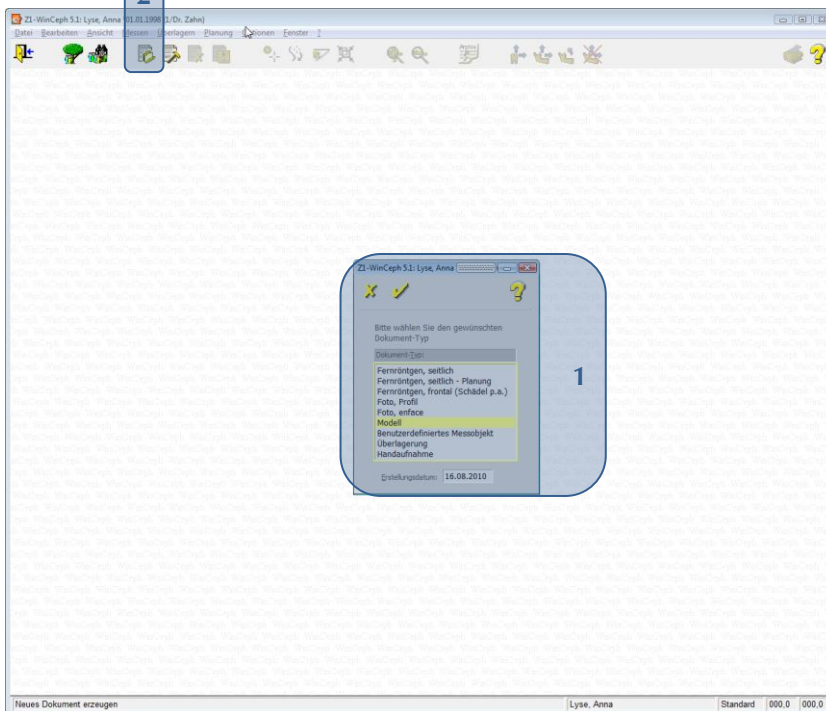 2
Z1-WinCeph 5.1: Lyse, Anna *01.01.1998 (1/Dr. Zahn)
Datei Bearbeiten Ansicht Messen Überlagern Planung Optionen Fenster ?
Z1-WinCeph 5.1: Lyse, Anna
Bitte wählen Sie den gewünschten
Dokument-Typ
Dokument-Typ:
Fernröntgen, seitlich
Fernröntgen, seitlich - Planung
Fernröntgen, frontal (Schädel p.a.)
Foto, Profil
Foto, enface
Modell
Benutzerdefiniertes Messobjekt
Überlagerung
Handaufnahme
Erstellungsdatum: 16.08.2010
1
Neues Dokument erzeugen Lyse, Anna Standard 000,0 000,0